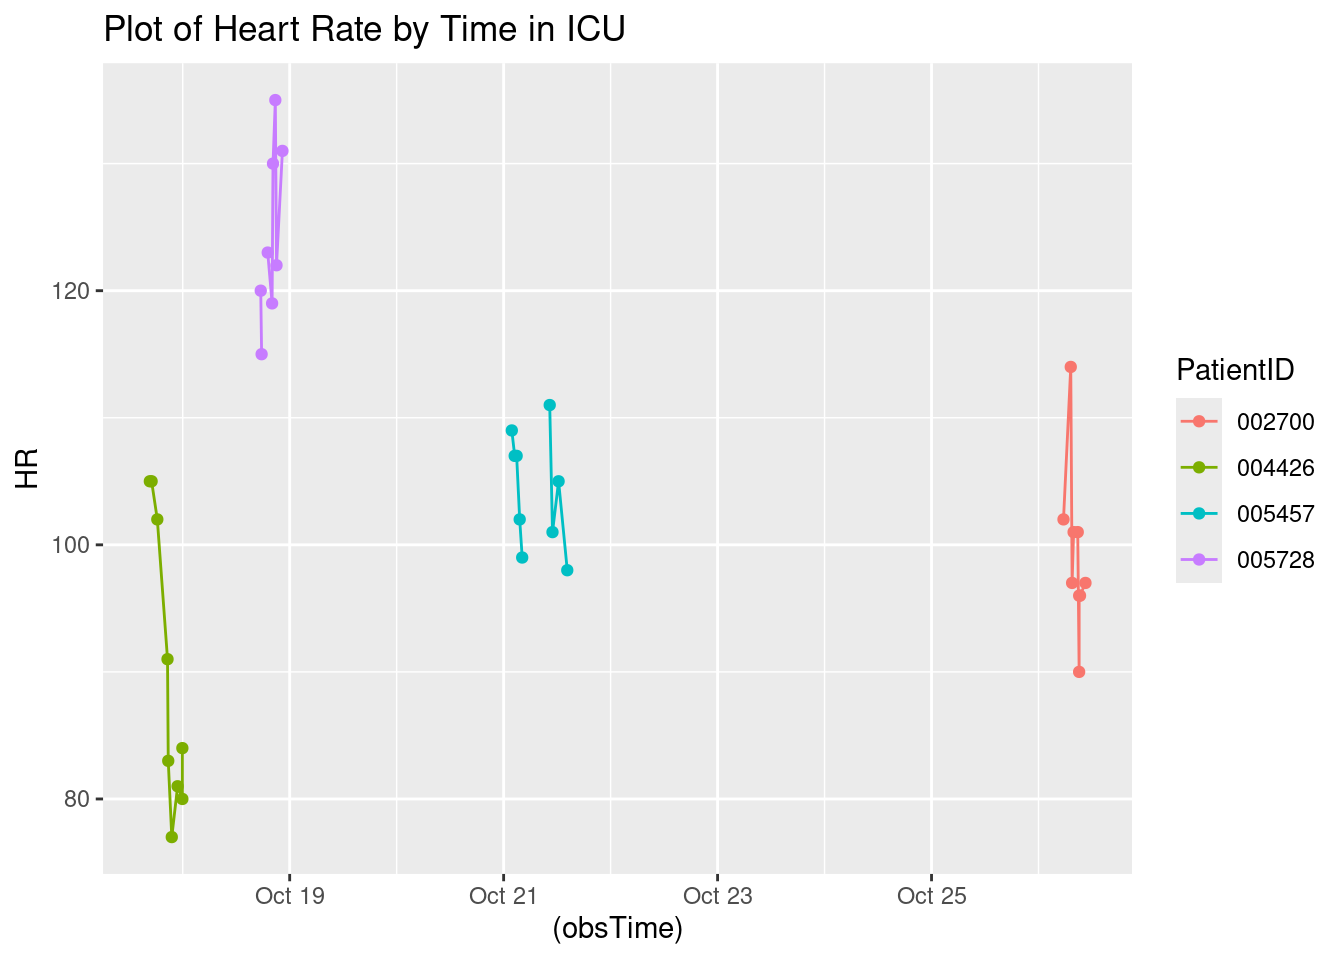 Plot of Heart Rate by Time in ICU
HR
120
100
80
Oct 19
Oct 21
Oct 23
Oct 25
(obsTime)
PatientID
002700
004426
005457
005728